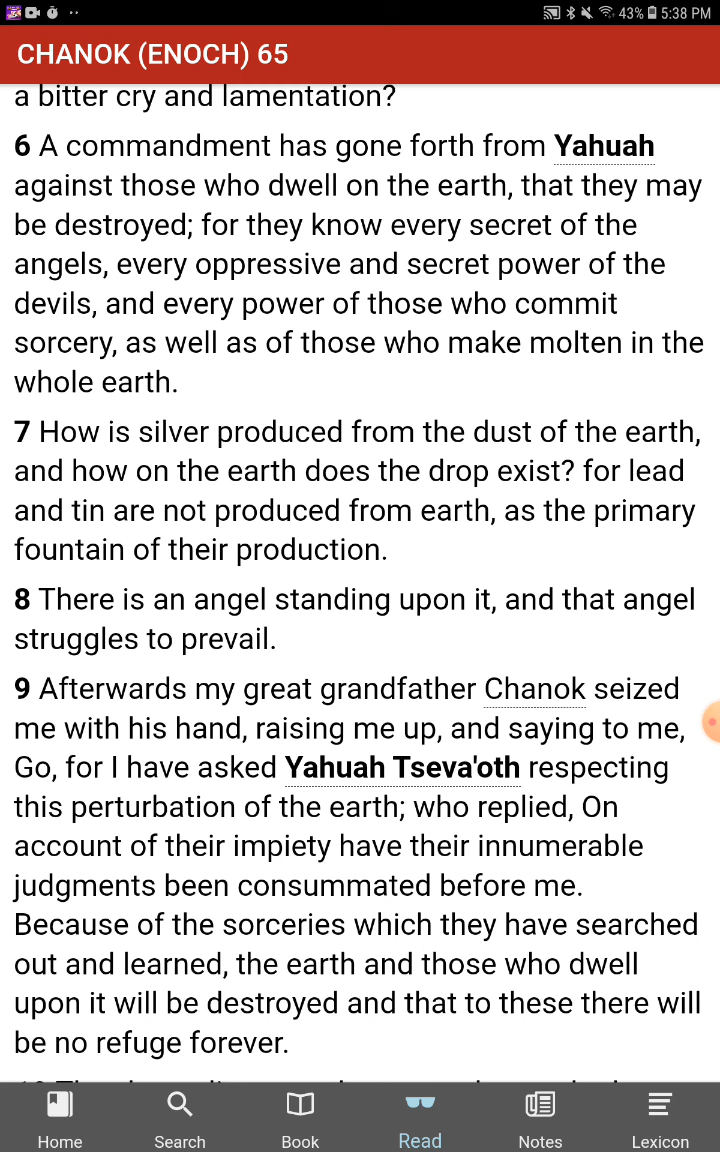 43% 5:38 PM
CHANOK (ENOCH) 65
a bitter cry and lamentation?
6 A commandment has gone forth from Yahuah
against those who dwell on the earth, that they may
be destroyed; for they know every secret of the
angels, every oppressive and secret power of the
devils, and every power of those who commit
sorcery, as well as of those who make molten in the
whole earth.
7 How is silver produced from the dust of the earth,
and how on the earth does the drop exist? for lead
and tin are not produced from earth, as the primary
fountain of their production.
8 There is an angel standing upon it, and that angel
struggles to prevail.
9 Afterwards my great grandfather Chanok seized
me with his hand, raising me up, and saying to me,
Go, for I have asked Yahuah Tseva'oth respecting
this perturbation of the earth; who replied, On
account of their impiety have their innumerable
judgments been consummated before me.
Because of the sorceries which they have searched
out and learned, the earth and those who dwell
upon it will be destroyed and that to these there will
be no refuge forever.
Home Search Book Read Notes Lexicon